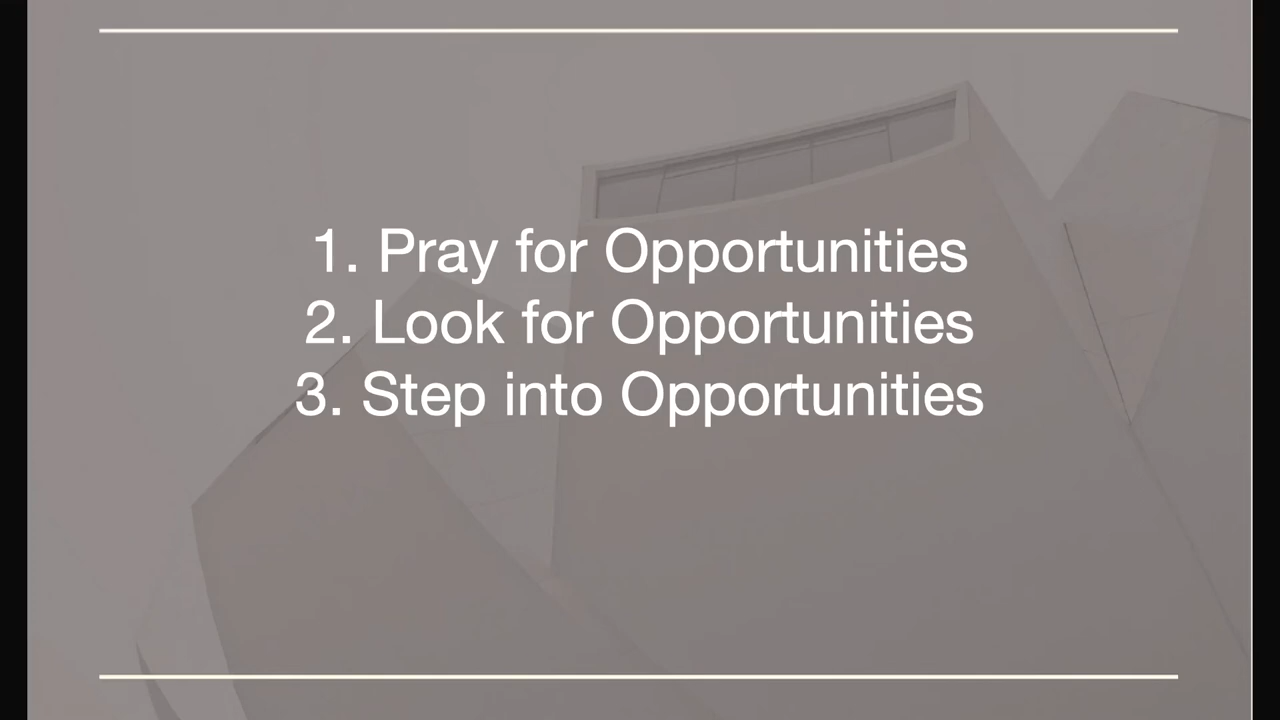 1. Pray for Opportunities
2. Look for Opportunities
3. Step into Opportunities